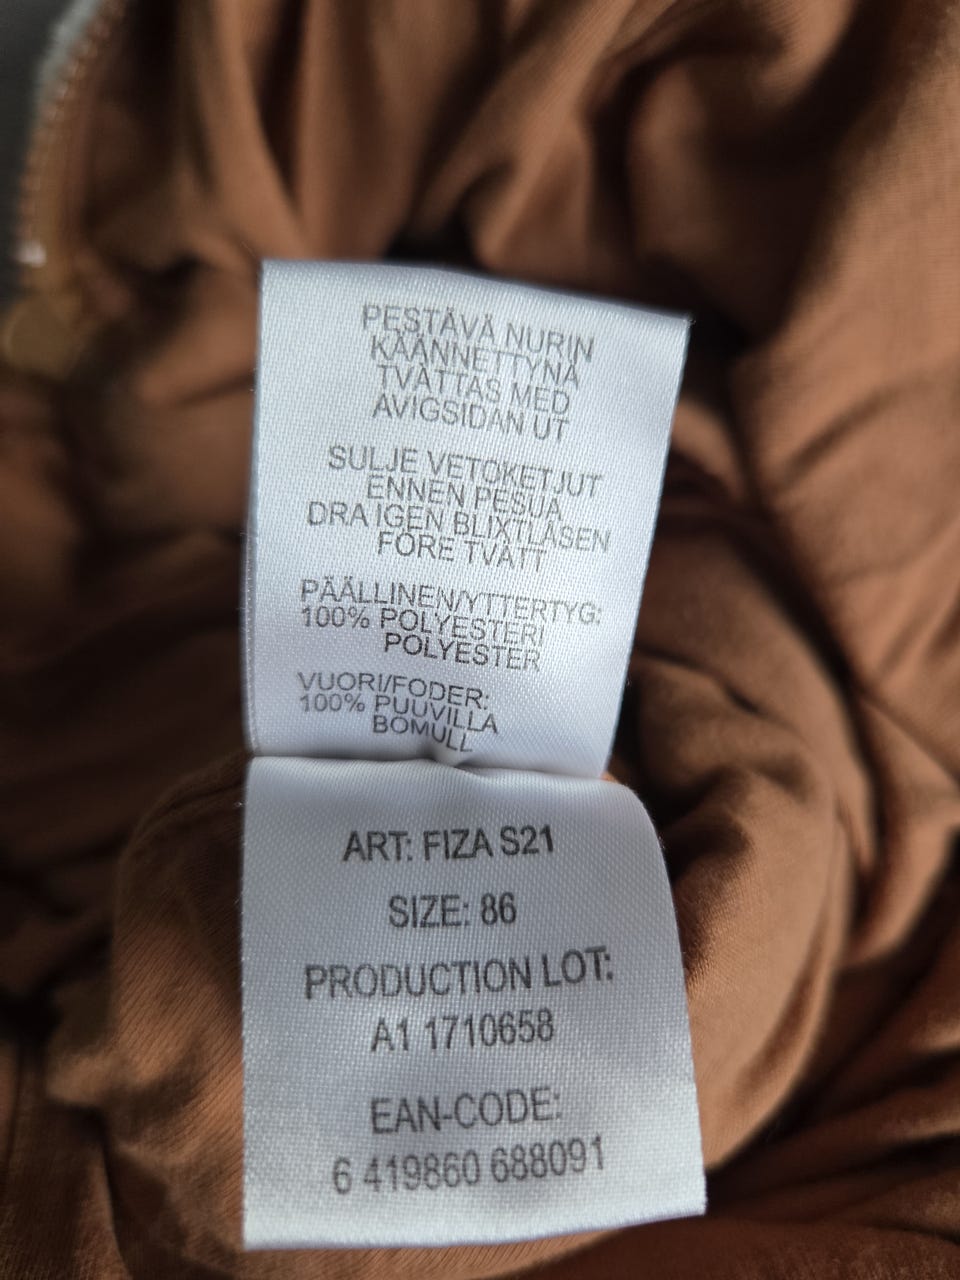 PESTÄVÄ NURIN
KÄÄNNETTYNÄ
TVÄTTAS MED
AVIGSIDAN UT
SULJE VETOKETJUT
ENNEN PESUA
DRA IGEN BLIXTLÅSEN
FÖRE TVÄTT
PÄÄLLINEN/YTTERTYG:
100% POLYESTERI
POLYESTER
VUORI/FODER:
100% PUUVILLA
BOMULL
ART: FIZA S21
SIZE: 86
PRODUCTION LOT:
A1 1710658
EAN-CODE:
6 419860 688091